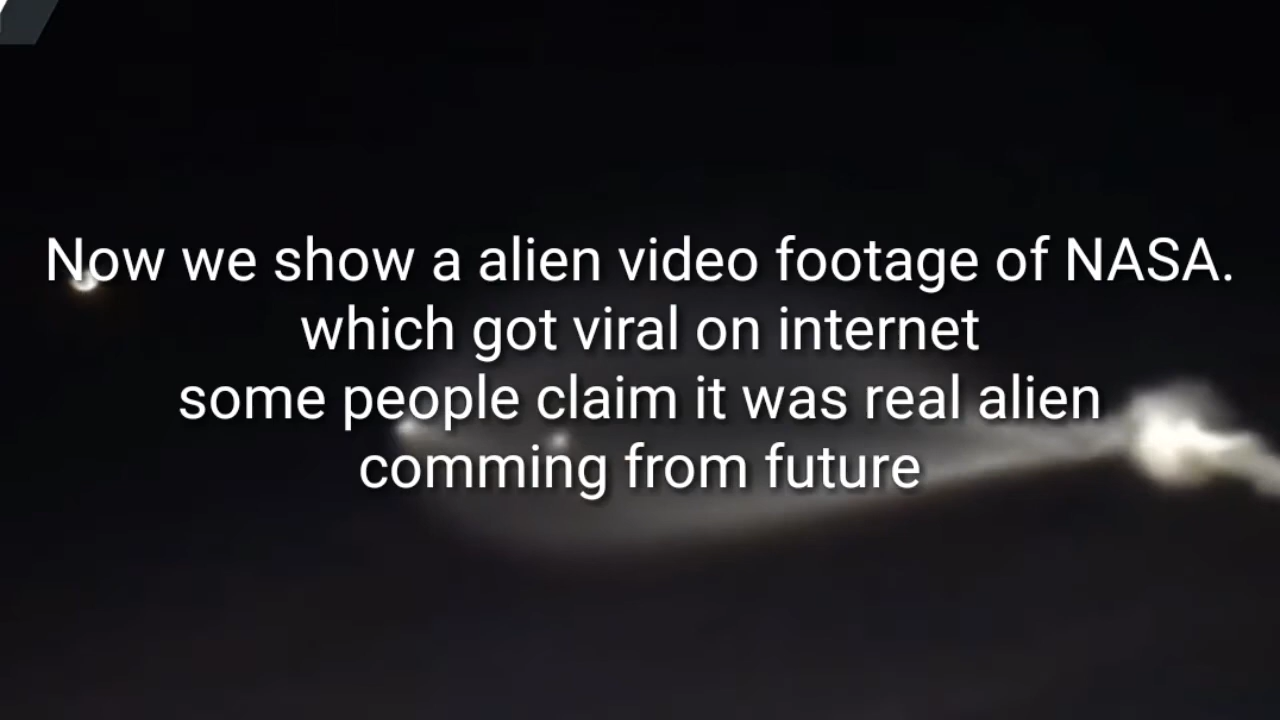 Now we show a alien video footage of NASA.
which got viral on internet
some people claim it was real alien
comming from future